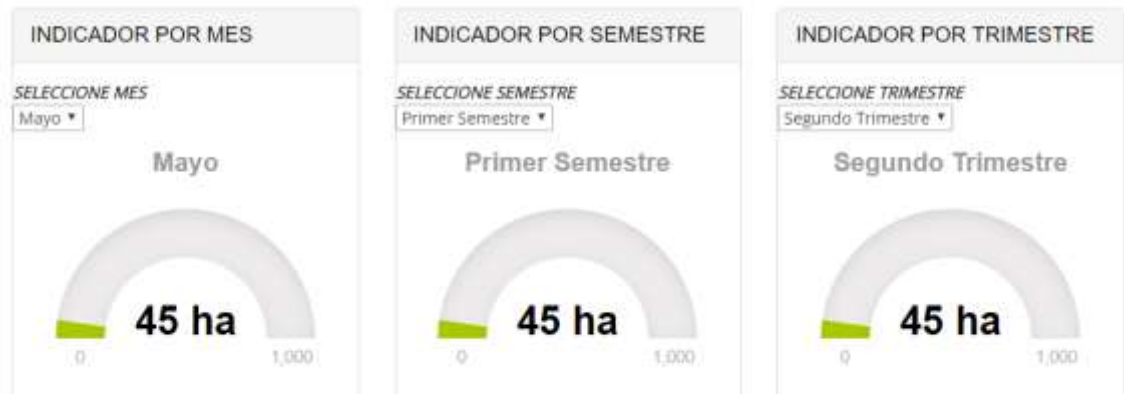 INDICADOR POR MES
SELECCIONE MES
Mayo
Mayo
45 ha
0
1,000
INDICADOR POR SEMESTRE
SELECCIONE SEMESTRE
Primer Semestre
Primer Semestre
45 ha
0
1,000
INDICADOR POR TRIMESTRE
SELECCIONE TRIMESTRE
Segundo Trimestre
Segundo Trimestre
45 ha
0
1,000